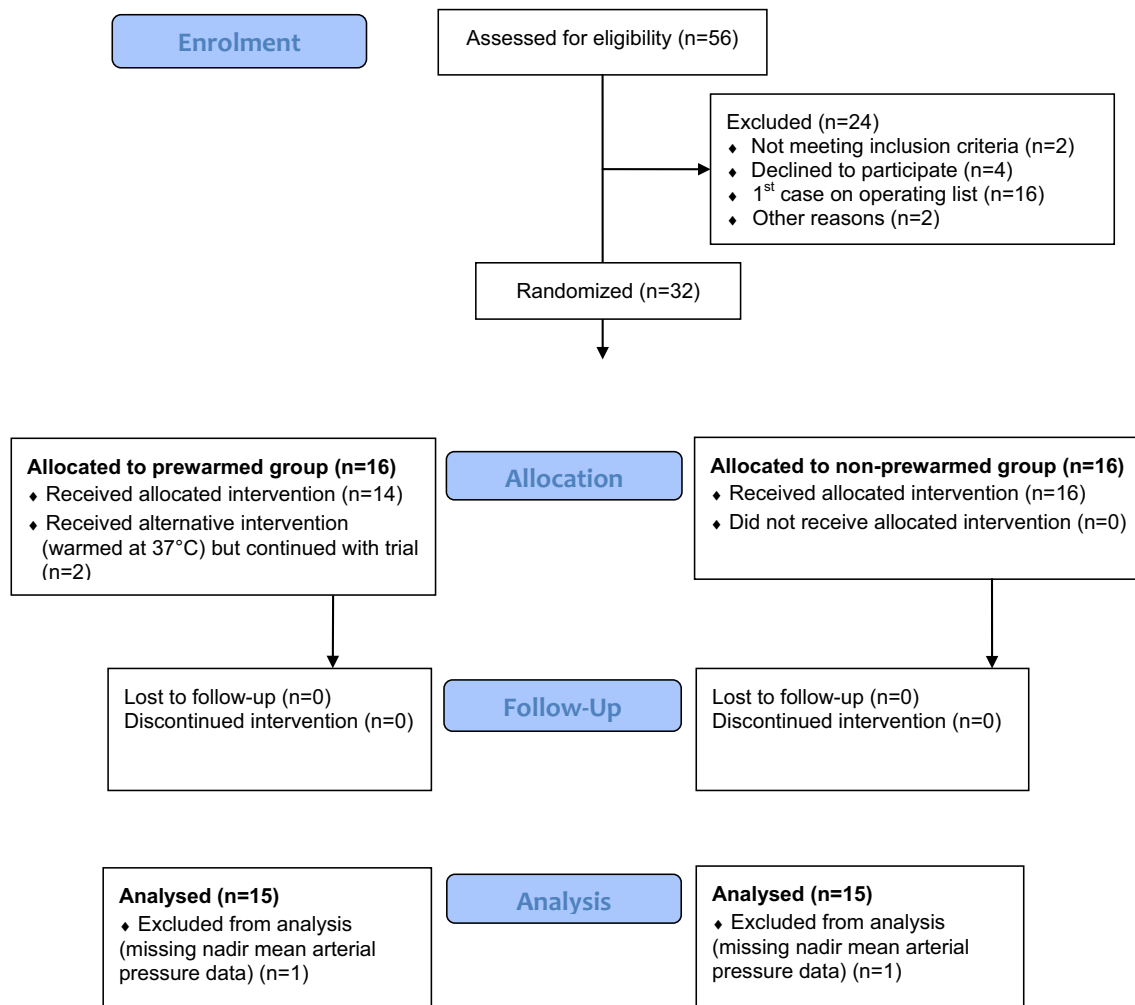 Enrolment
Assessed for eligibility (n=56)
Excluded (n=24)
♦ Not meeting inclusion criteria (n=2)
♦ Declined to participate (n=4)
♦ 1st case on operating list (n=16)
♦ Other reasons (n=2)
Randomized (n=32)
Allocation
Allocated to prewarmed group (n=16)
♦ Received allocated intervention (n=14)
♦ Received alternative intervention
(warmed at 37°C) but continued with trial
(n=2)
Allocated to non-prewarmed group (n=16)
♦ Received allocated intervention (n=16)
♦ Did not receive allocated intervention (n=0)
Follow-Up
Lost to follow-up (n=0)
Discontinued intervention (n=0)
Lost to follow-up (n=0)
Discontinued intervention (n=0)
Analysis
Analysed (n=15)
♦ Excluded from analysis
(missing nadir mean arterial
pressure data) (n=1)
Analysed (n=15)
♦ Excluded from analysis
(missing nadir mean arterial
pressure data) (n=1)